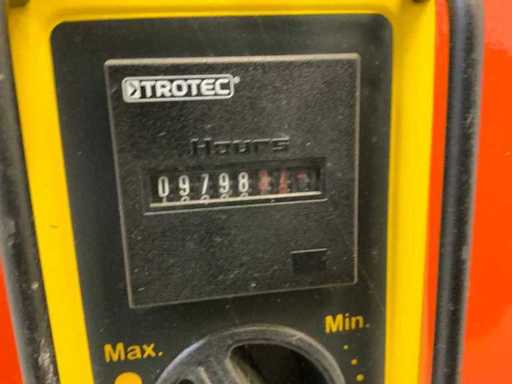 TROTEC®
Hours
09798
Max.
Min.